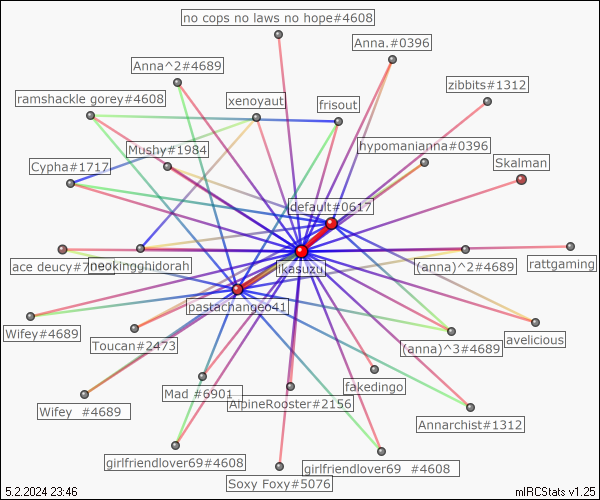 no cops no laws no hope#4608
Anna.#0396
Anna^2#4689
zibbits#1312
ramshackle gorey#4608
xenoyaut
frisout
Mushy#1984
hypomanianna#0396
Cypha#1717
Skalman
default#0617
ace deucy#7
neokingghidorah
ikasuzu
(anna)^2#4689
rattgaming
pastachangeo41
Wifey#4689
Toucan#2473
(anna)^3#4689
avelicious
Mad #6901
fakedingo
AlpineRooster#2156
Wifey #4689
Annarchist#1312
girlfriendlover69#4608
girlfriendlover69 #4608
Soxy Foxy#5076
5.2.2024 23:46
mIRCStats v1.25